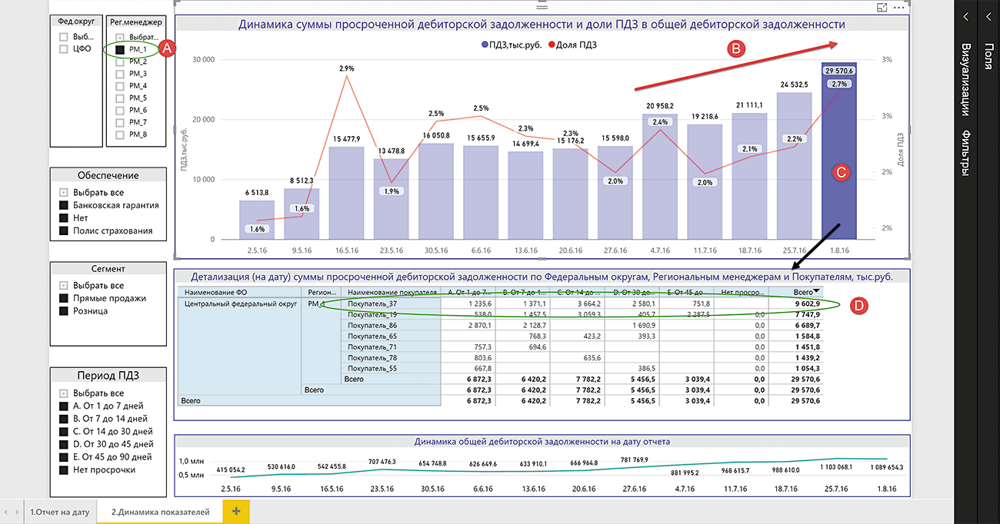 Фед.округ
Выб...
ЦФО
Рег.менеджер
Выбрат...
РМ_1
РМ_2
РМ_3
РМ_4
РМ_5
РМ_6
РМ_7
РМ_8
A
Обеспечение
Выбрать все
Банковская гарантия
Нет
Полис страхования
Сегмент
Выбрать все
Прямые продажи
Розница
Период ПДЗ
Выбрать все
A. От 1 до 7 дней
B. От 7 до 14 дней
C. От 14 до 30 дней
D. От 30 до 45 дней
E. От 45 до 90 дней
Нет просрочки
Динамика суммы просроченной дебиторской задолженности и доли ПДЗ в общей дебиторской задолженности
ПДЗ,тыс.руб. Доля ПДЗ
B
30 000
20 000
10 000
0
ПДЗ,тыс.руб.
3%
3%
2%
2%
Доля ПДЗ
6 513,8
8 512,3
15 477,9
13 478,8
16 050,8
15 655,9
14 699,4
15 176,2
15 598,0
20 958,2
19 218,6
21 111,1
24 532,5
29 570,6
1.6%
1.6%
2.9%
1.9%
2.5%
2,5%
2.3%
2.3%
2.0%
2.4%
2.0%
2.1%
2.2%
2.7%
C
2.5.16 9.5.16 16.5.16 23.5.16 30.5.16 6.6.16 13.6.16 20.6.16 27.6.16 4.7.16 11.7.16 18.7.16 25.7.16 1.8.16
Детализация (на дату) суммы просроченной дебиторской задолженности по Федеральным округам, Региональным менеджерам и Покупателям, тыс.руб.
Наименование ФО Регион... Наименование покупателя A. От 1 до 7... B. От 7 до 1... C. От 14 до ... D. От 30 до... E. От 45 до Нет просро... Всего
Центральный федеральный округ РМ_1 Покупатель_37 1 235,6 1 371,1 3 664,2 2 580,1 751,8 9 602,9
D
Покупатель_19 538,0 1 457,5 3 059,3 405,7 2 287,5 0,0 7 747,9
Покупатель_86 2 870,1 2 128,7 1 690,9 0,0 6 689,7
Покупатель_65 768,3 423,2 393,3 0,0 1 584,8
Покупатель_71 757,3 694,6 0,0 1 451,8
Покупатель_78 803,6 635,6 0,0 1 439,2
Покупатель_55 667,8 386,5 0,0 1 054,3
Всего 6 872,3 6 420,2 7 782,2 5 456,5 3 039,4 0,0 29 570,6
Всего 6 872,3 6 420,2 7 782,2 5 456,5 3 039,4 0,0 29 570,6
Всего 6 872,3 6 420,2 7 782,2 5 456,5 3 039,4 0,0 29 570,6
Динамика общей дебиторской задолженности на дату отчета
1,0 млн
0,5 млн
415 054.2 530 616.0 542 455.8 707 476.3 654 748,8 626 649.6 633 910,1 666 964,8 781 769,9 881 995,2 968 615,7 988 610.0 1 103 068,1 1 089 654,3
2.5.16 9.5.16 16.5.16 23.5.16 30.5.16 6.6.16 13.6.16 20.6.16 27.6.16 4.7.16 11.7.16 18.7.16 25.7.16 1.8.16
1.Отчет на дату 2.Динамика показателей +
Визуализации
Фильтры
Поля